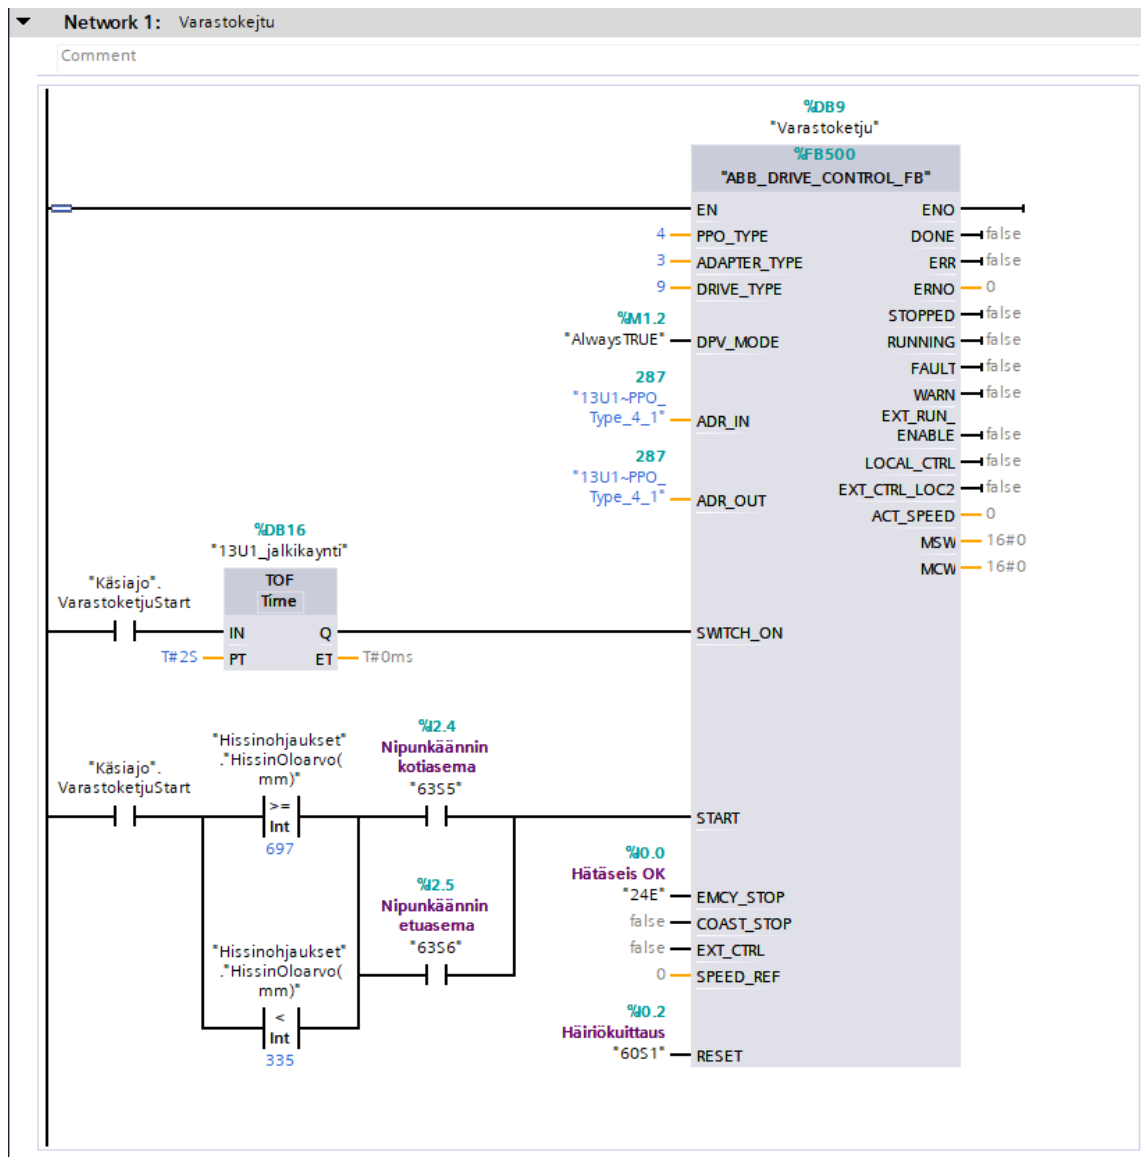 Network 1: Varastokejtu
Comment
%DB9
"Varastoketju"
%FB500
"ABB_DRIVE_CONTROL_FB"
EN ENO
4 PPO_TYPE DONE false
3 ADAPTER_TYPE ERR false
9 DRIVE_TYPE ERNO 0
STOPPED false
%M1.2
"AlwaysTRUE" DPV_MODE RUNNING false
FAULT false
287
"13U1~PPO_
Type_4_1" ADR_IN
WARN false
EXT_RUN_
ENABLE false
287
"13U1~PPO_
Type_4_1" ADR_OUT
LOCAL_CTRL false
EXT_CTRL_LOC2 false
ACT_SPEED 0
MSW 16#0
MCW 16#0
%DB16
"13U1_jalkikaynti"
TOF
Time
"Käsiajo".
VarastoketjuStart
IN Q
SWITCH_ON
T#2S PT ET T#0ms
"Käsiajo".
VarastoketjuStart
"Hissinohjaukset"
."HissinOloarvo(
mm)"
>=
Int
697
%I2.4
Nipunkäännin
kotiasema
"63S5"
START
"Hissinohjaukset"
."HissinOloarvo(
mm)"
<
Int
335
%I2.5
Nipunkäännin
etuasema
"63S6"
%I0.0
Hätäseis OK
"24E" EMCY_STOP
false COAST_STOP
false EXT_CTRL
0 SPEED_REF
%I0.2
Häiriökuittaus
"60S1" RESET